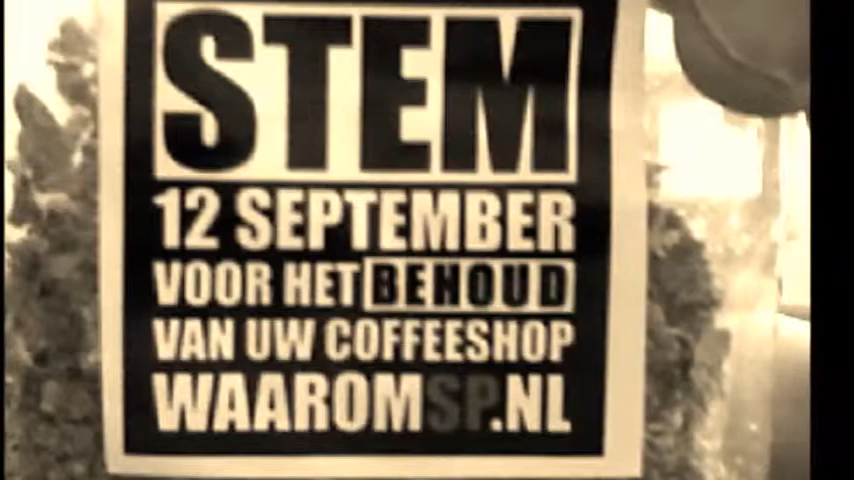 STEM
12 SEPTEMBER
VOOR HET BEHOUD
VAN UW COFFEESHOP
WAAROMSP.NL